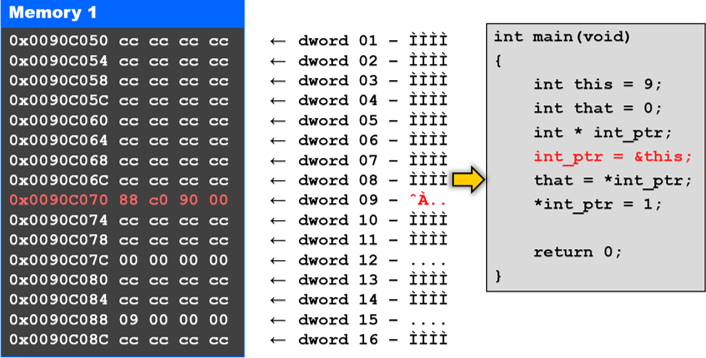 Memory 1
0x0090C050 cc cc cc cc ← dword 01 - ÌÌÌÌ
0x0090C054 cc cc cc cc ← dword 02 - ÌÌÌÌ
0x0090C058 cc cc cc cc ← dword 03 - ÌÌÌÌ
0x0090C05C cc cc cc cc ← dword 04 - ÌÌÌÌ
0x0090C060 cc cc cc cc ← dword 05 - ÌÌÌÌ
0x0090C064 cc cc cc cc ← dword 06 - ÌÌÌÌ
0x0090C068 cc cc cc cc ← dword 07 - ÌÌÌÌ
0x0090C06C cc cc cc cc ← dword 08 - ÌÌÌÌ
0x0090C070 88 c0 90 00 ← dword 09 - ˆÀ..
0x0090C074 cc cc cc cc ← dword 10 - ÌÌÌÌ
0x0090C078 cc cc cc cc ← dword 11 - ÌÌÌÌ
0x0090C07C 00 00 00 00 ← dword 12 - ....
0x0090C080 cc cc cc cc ← dword 13 - ÌÌÌÌ
0x0090C084 cc cc cc cc ← dword 14 - ÌÌÌÌ
0x0090C088 09 00 00 00 ← dword 15 - ....
0x0090C08C cc cc cc cc ← dword 16 - ÌÌÌÌ
int main(void)
{
int this = 9;
int that = 0;
int * int_ptr;
int_ptr = &this;
that = *int_ptr;
*int_ptr = 1;
return 0;
}